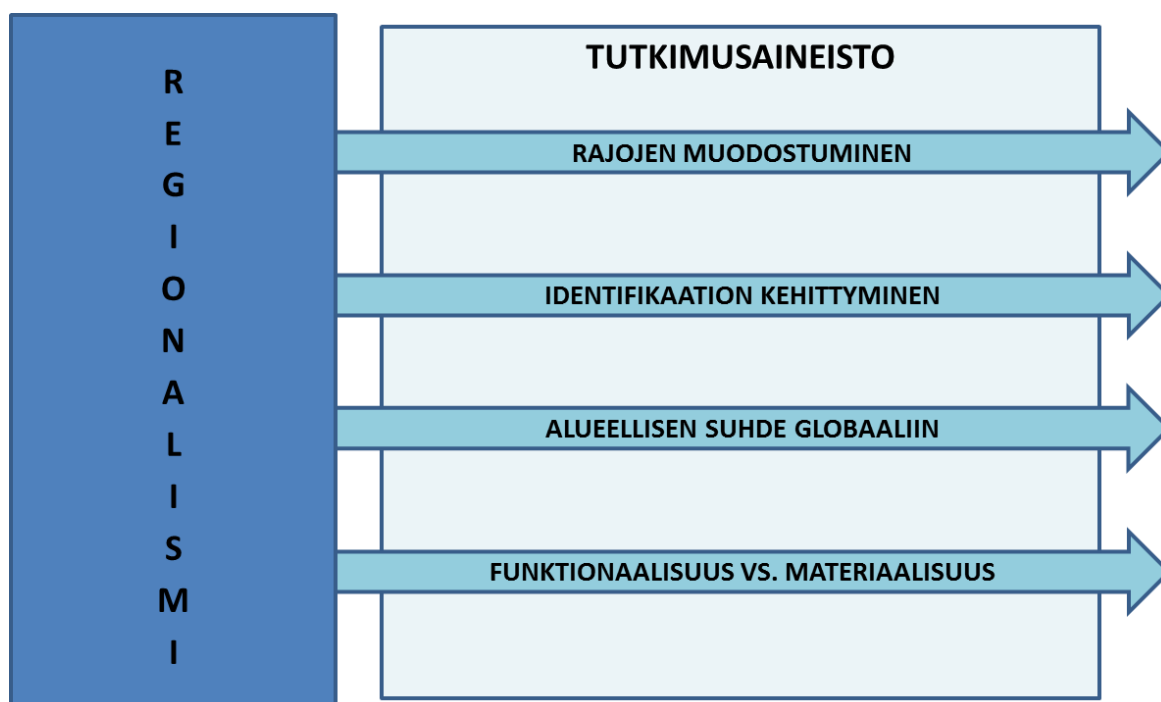 REGIONALISMI
TUTKIMUSAINEISTO
RAJOJEN MUODOSTUMINEN
IDENTIFIKAATION KEHITTYMINEN
ALUEELLISEN SUHDE GLOBAALIIN
FUNKTIONAALISUUS VS. MATERIAALISUUS